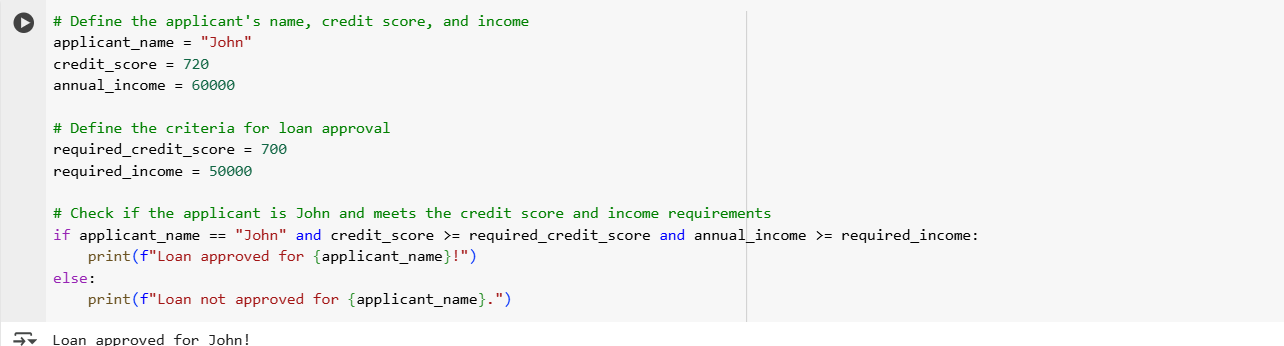 # Define the applicant's name, credit score, and income
applicant_name = "John"
credit_score = 720
annual_income = 60000
# Define the criteria for loan approval
required_credit_score = 700
required_income = 50000
# Check if the applicant is John and meets the credit score and income requirements
if applicant_name == "John" and credit_score >= required_credit_score and annual_income >= required_income:
    print(f"Loan approved for {applicant_name}!")
else:
    print(f"Loan not approved for {applicant_name}.")
Loan approved for John!